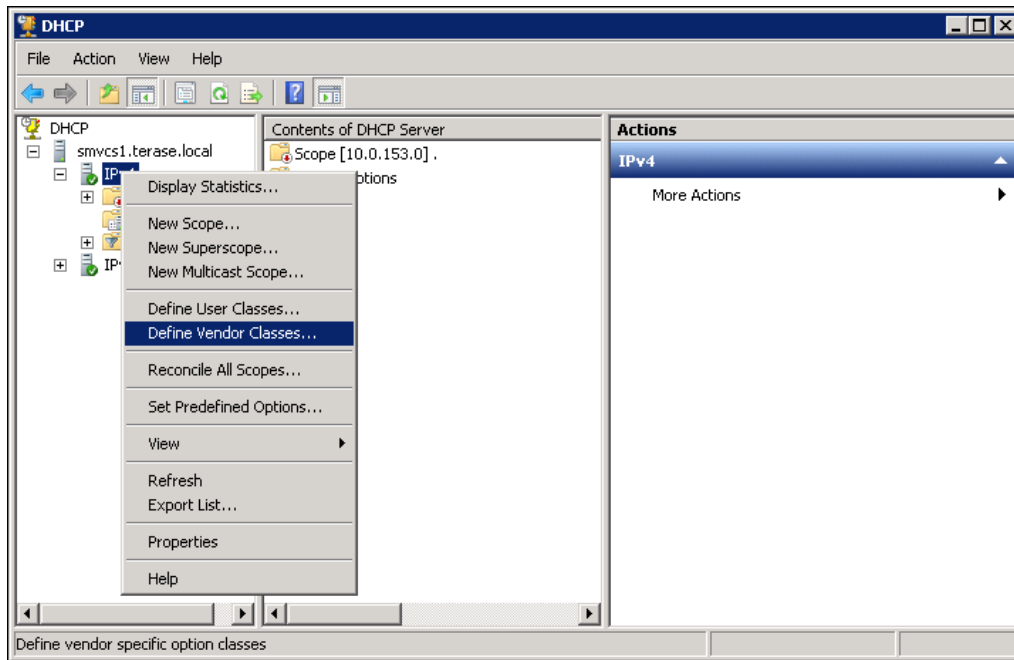 DHCP
File Action View Help
DHCP
smvcs1.terase.local
IPv4
Contents of DHCP Server
Scope [10.0.153.0] .
Actions
IPv4
More Actions
Display Statistics...
New Scope...
New Superscope...
New Multicast Scope...
Define User Classes...
Define Vendor Classes...
Reconcile All Scopes...
Set Predefined Options...
View
Refresh
Export List...
Properties
Help
Define vendor specific option classes